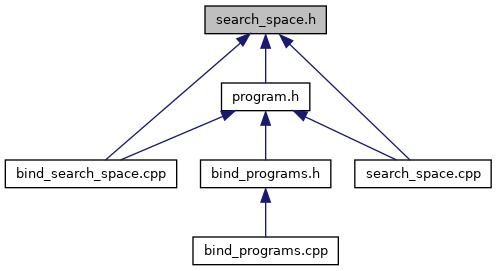 search_space.h
program.h
bind_search_space.cpp
bind_programs.h
search_space.cpp
bind_programs.cpp